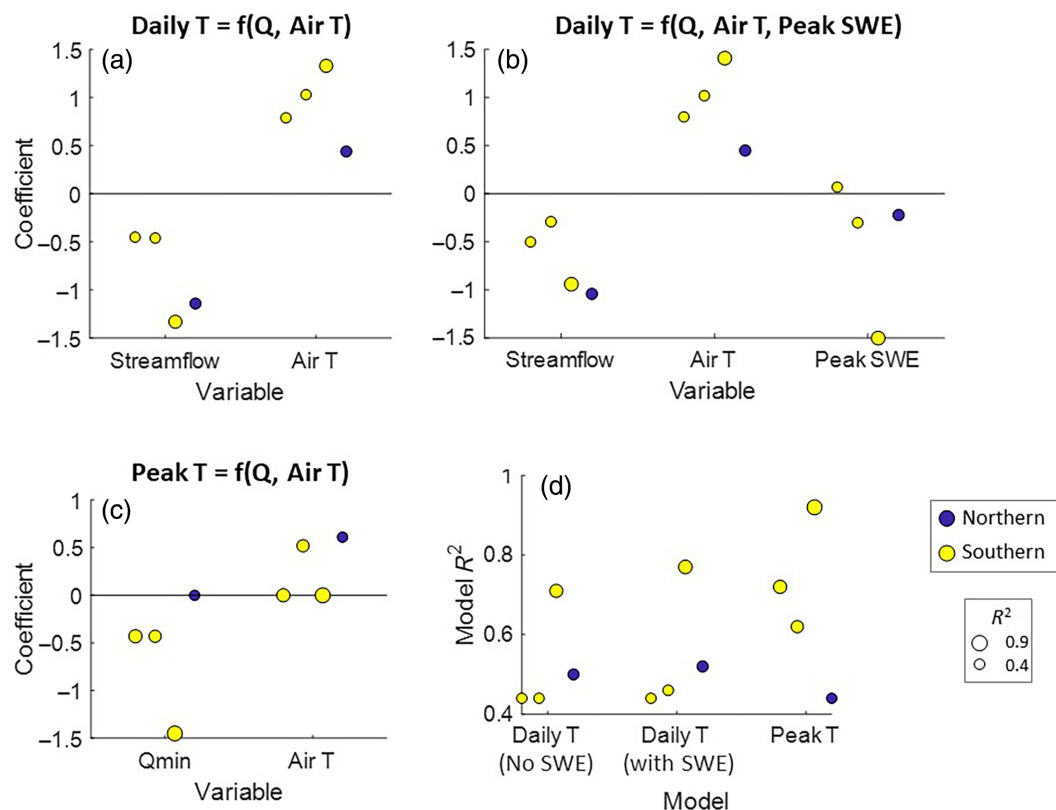 Daily T = f(Q, Air T)
(a)
1.5
1
0.5
0
−0.5
−1
−1.5
Coefficient
Streamflow
Air T
Variable
Daily T = f(Q, Air T, Peak SWE)
(b)
1.5
1
0.5
0
−0.5
−1
−1.5
Streamflow
Air T
Peak SWE
Variable
Peak T = f(Q, Air T)
(c)
1
0.5
0
−0.5
−1
−1.5
Coefficient
Qmin
Air T
Variable
(d)
1
0.8
0.6
0.4
Model R²
Daily T
(No SWE)
Daily T
(with SWE)
Peak T
Model
Northern
Southern
R²
0.9
0.4